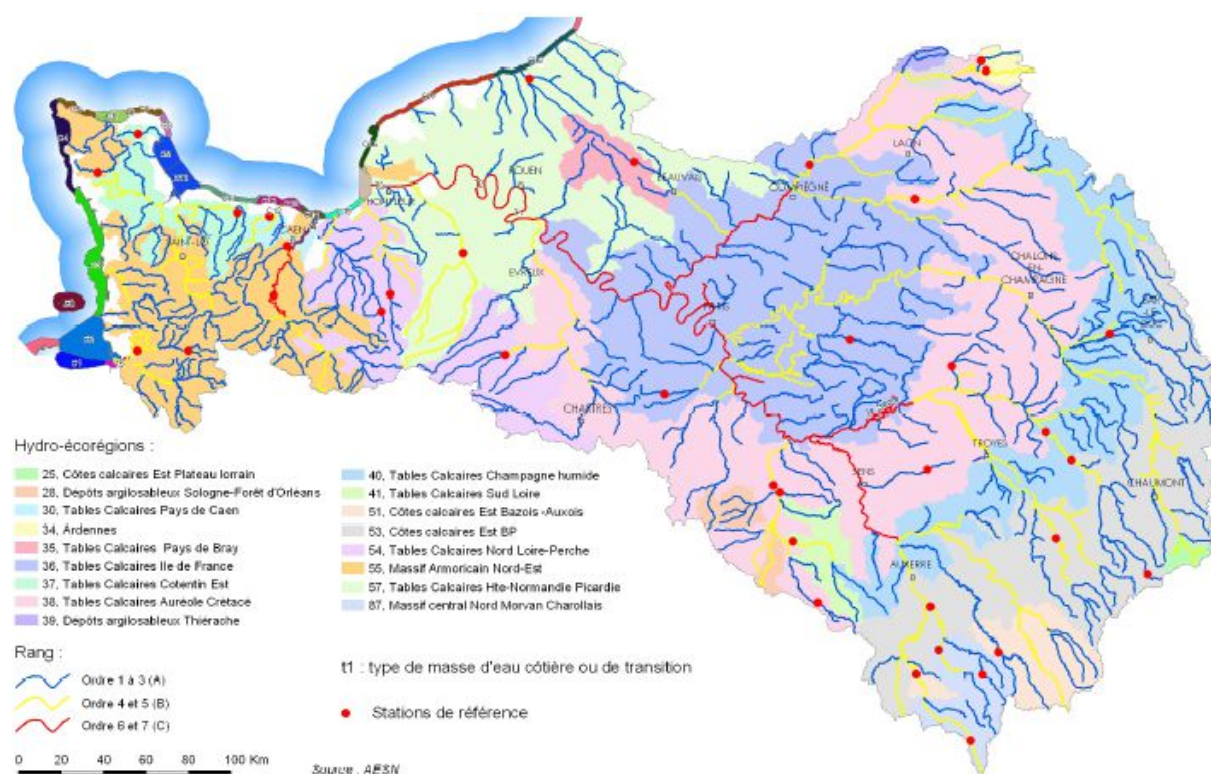 ROUEN
LAON
BEAUVAIS
COMPIEGNE
HONFLEUR
CAEN
SAINT-LO
EVREUX
PARIS
CHALONS
EN
CHAMPAGNE
CHARTRES
TROYES
SENS
CHAUMONT
AUXERRE
Hydro-écorégions :
25, Côtes calcaires Est Plateau lorrain
28, Depôts argilosableux Sologne-Forêt d'Orléans
30, Tables Calcaires Pays de Caen
34, Ardennes
35, Tables Calcaires Pays de Bray
36, Tables Calcaires Ile de France
37, Tables Calcaires Cotentin Est
38, Tables Calcaires Auréole Crétacé
39, Depôts argilosableux Thiérache
40, Tables Calcaires Champagne humide
41, Tables Calcaires Sud Loire
51, Côtes calcaires Est Bazois -Auxois
53, Côtes calcaires Est BP
54, Tables Calcaires Nord Loire-Perche
55, Massif Armoricain Nord-Est
57, Tables Calcaires Hte-Normandie Picardie
87, Massif central Nord Morvan Charollais
Rang :
Ordre 1 à 3 (A)
Ordre 4 et 5 (B)
Ordre 6 et 7 (C)
t1 : type de masse d'eau côtière ou de transition
Stations de référence
0 20 40 60 80 100 Km
Source : AESN